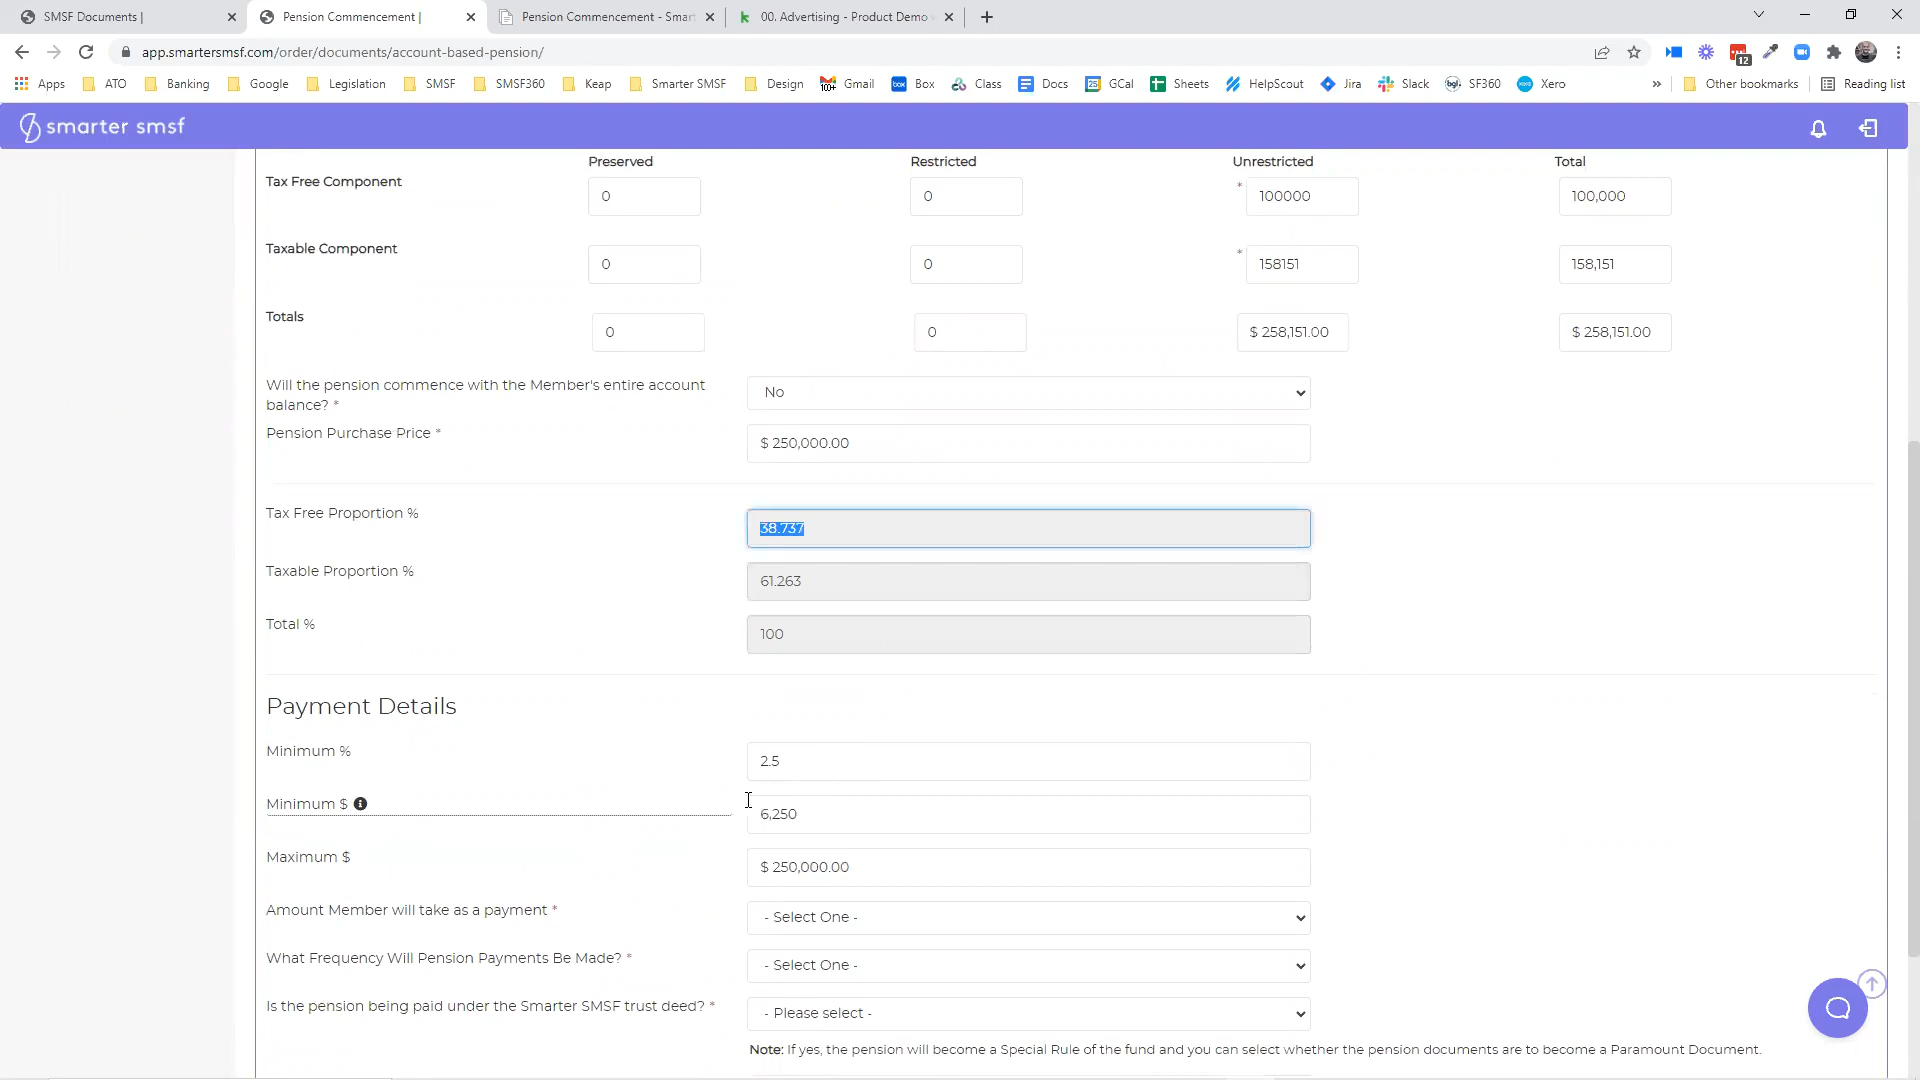 SMSF Documents |
Pension Commencement |
Pension Commencement - Smar
00. Advertising - Product Demo
app.smartersmsf.com/order/documents/account-based-pension/
12
Apps ATO Banking Google Legislation SMSF SMSF360 Keap Smarter SMSF Design 100+ Gmail box Box Class Docs 25 GCal Sheets HelpScout Jira Slack bgl SF360 Xero » Other bookmarks Reading list
smarter smsf
Preserved Restricted Unrestricted Total
Tax Free Component 0 0 * 100000 100,000
Taxable Component 0 0 * 158151 158,151
Totals 0 0 $ 258,151.00 $ 258,151.00
Will the pension commence with the Member's entire account
balance? * No
Pension Purchase Price * $ 250,000.00
Tax Free Proportion % 38.737
Taxable Proportion % 61.263
Total % 100
Payment Details
Minimum % 2.5
Minimum $ 6,250
Maximum $ $ 250,000.00
Amount Member will take as a payment * - Select One -
What Frequency Will Pension Payments Be Made? * - Select One -
Is the pension being paid under the Smarter SMSF trust deed? * - Please select -
Note: If yes, the pension will become a Special Rule of the fund and you can select whether the pension documents are to become a Paramount Document.